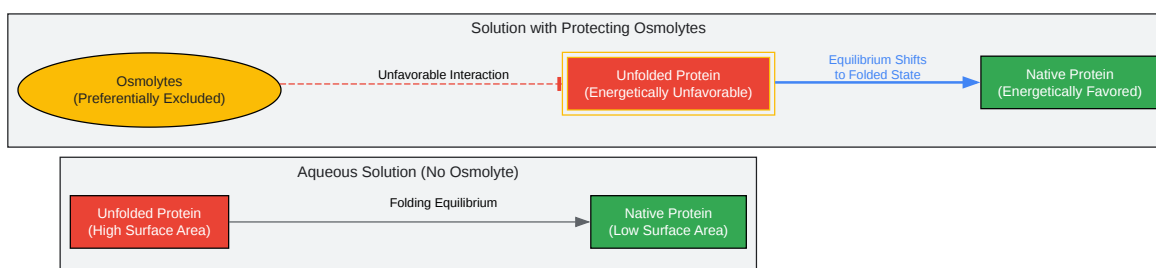 Solution with Protecting Osmolytes
Osmolytes
(Preferentially Excluded)
Unfavorable Interaction
Unfolded Protein
(Energetically Unfavorable)
Equilibrium Shifts
to Folded State
Native Protein
(Energetically Favored)
Aqueous Solution (No Osmolyte)
Unfolded Protein
(High Surface Area)
Folding Equilibrium
Native Protein
(Low Surface Area)